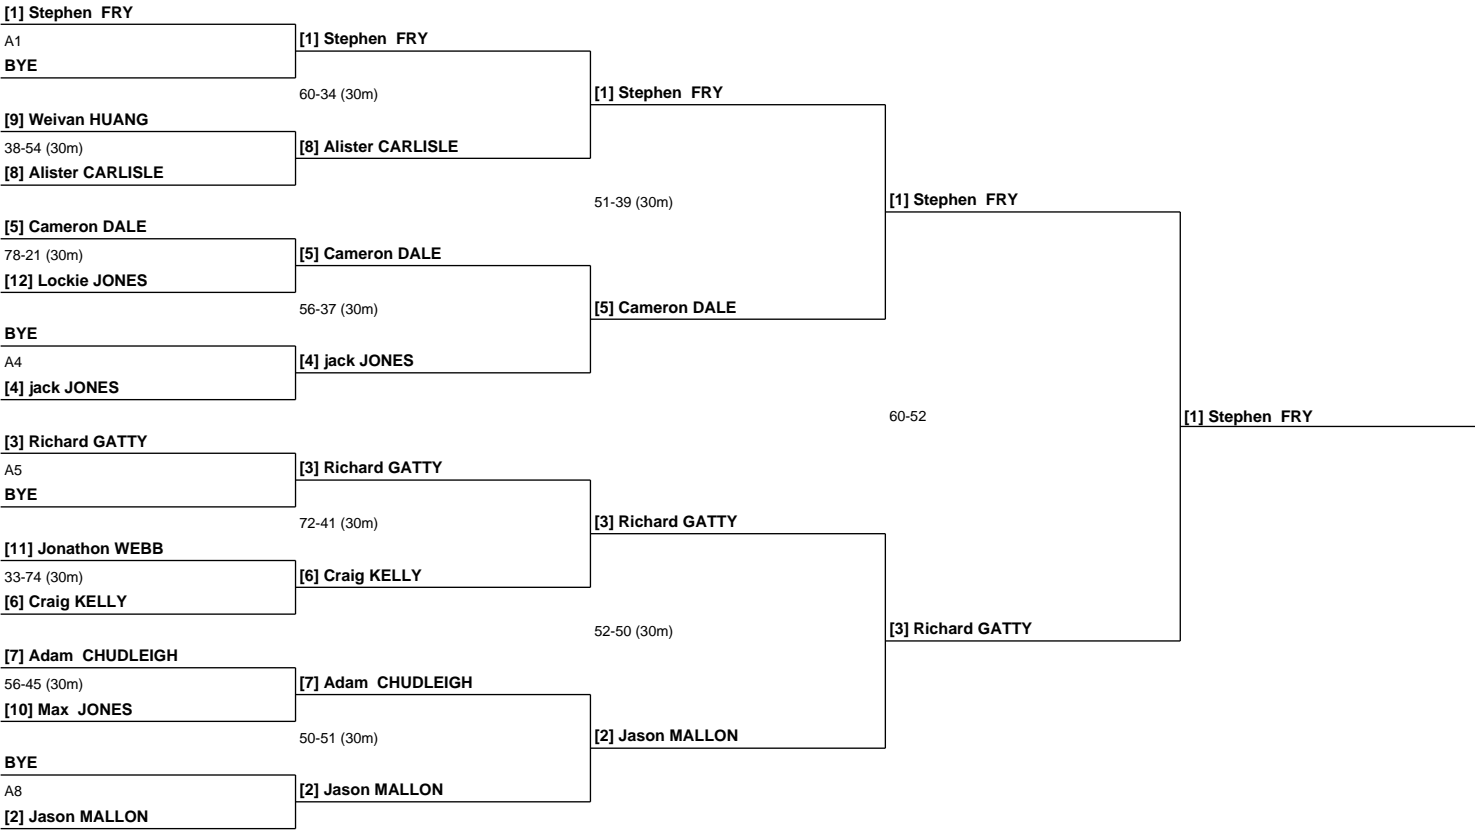 [1] Stephen  FRY
A1
BYE
[9] Weivan HUANG
38-54 (30m)
[8] Alister CARLISLE
[5] Cameron DALE
78-21 (30m)
[12] Lockie JONES
BYE
A4
[4] jack JONES
[3] Richard GATTY
A5
BYE
[11] Jonathon WEBB
33-74 (30m)
[6] Craig KELLY
[7] Adam  CHUDLEIGH
56-45 (30m)
[10] Max  JONES
BYE
A8
[2] Jason MALLON
[1] Stephen  FRY
60-34 (30m)
[8] Alister CARLISLE
[5] Cameron DALE
56-37 (30m)
[4] jack JONES
[3] Richard GATTY
72-41 (30m)
[6] Craig KELLY
[7] Adam  CHUDLEIGH
50-51 (30m)
[2] Jason MALLON
[1] Stephen  FRY
51-39 (30m)
[5] Cameron DALE
[3] Richard GATTY
52-50 (30m)
[2] Jason MALLON
[1] Stephen  FRY
60-52
[3] Richard GATTY
[1] Stephen  FRY